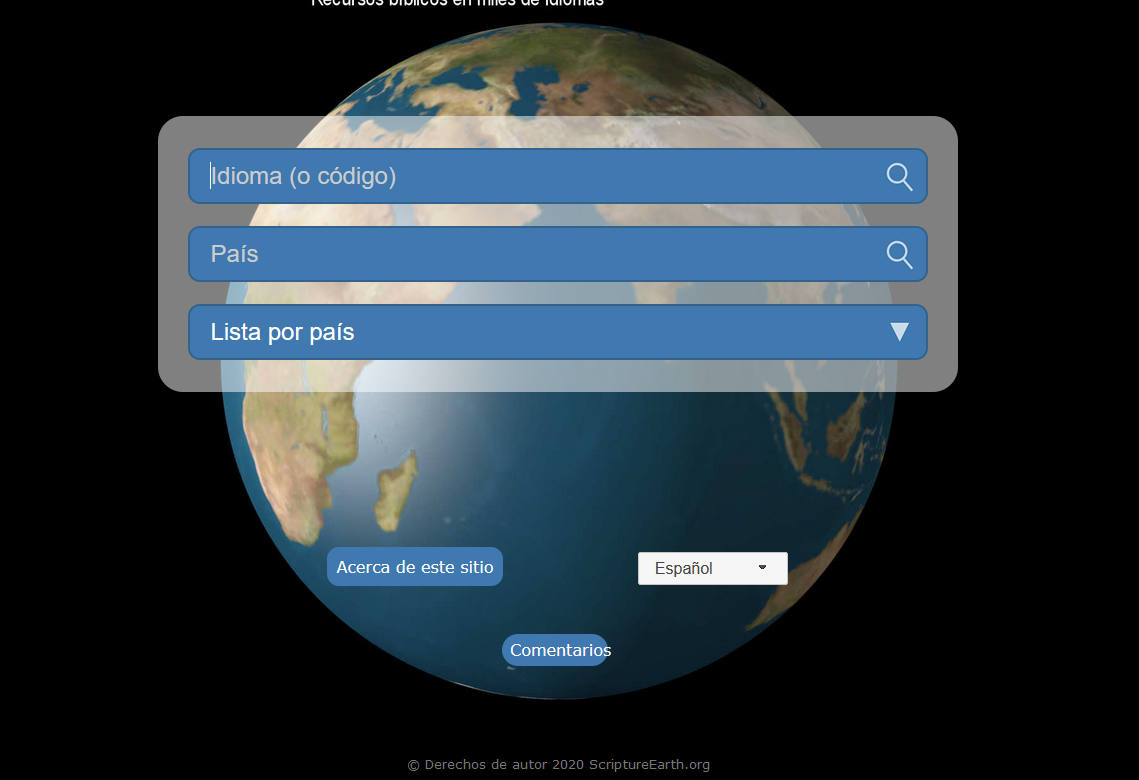 Recursos bíblicos en miles de idiomas
Idioma (o código)
País
Lista por país
Acerca de este sitio
Español
Comentarios
© Derechos de autor 2020 ScriptureEarth.org